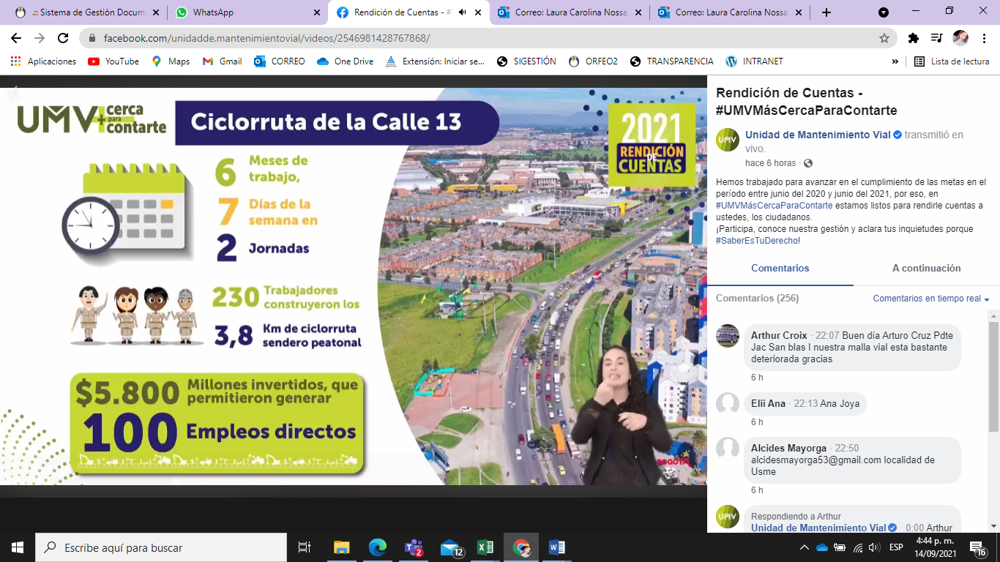 .:: Sistema de Gestión Docum
WhatsApp
Rendición de Cuentas - #
Correo: Laura Carolina Nossa
Correo: Laura Carolina Nossa
facebook.com/unidadde.mantenimientovial/videos/2546981428767868/
Aplicaciones
YouTube
Maps
Gmail
CORREO
One Drive
Extensión: Iniciar se...
SIGESTIÓN
ORFEO2
TRANSPARENCIA
INTRANET
»
Lista de lectura
UMV+ cerca
para
contarte
Ciclorruta de la Calle 13
2021
RENDICIÓN
DE
CUENTAS
6 Meses de
trabajo,
7 Días de la
semana en
2 Jornadas
230 Trabajadores
construyeron los
3,8 Km de ciclorruta
sendero peatonal
$5.800 Millones invertidos, que
permitieron generar
100 Empleos directos
BOGOTÁ
Rendición de Cuentas -
#UMVMásCercaParaContarte
UMV
Unidad de Mantenimiento Vial transmitió en
vivo.
hace 6 horas ·
Hemos trabajado para avanzar en el cumplimiento de las metas en el
período entre junio del 2020 y junio del 2021, por eso, en
#UMVMásCercaParaContarte estamos listos para rendirle cuentas a
ustedes, los ciudadanos.
¡Participa, conoce nuestra gestión y aclara tus inquietudes porque
#SaberEsTuDerecho!
Comentarios
A continuación
Comentarios (256)
Comentarios en tiempo real
Arthur Croix · 22:07 Buen día Arturo Cruz Pdte
Jac San blas I nuestra malla vial esta bastante
deteriorada gracias
6 h
Elii Ana · 22:13 Ana Joya
6 h
Alcides Mayorga · 22:50
alcidesmayorga53@gmail.com localidad de
Usme
6 h
UMV
Respondiendo a Arthur
Unidad de Mantenimiento Vial · 0:00 Arthur
Escribe aquí para buscar
2
12
ESP
4:44 p. m.
14/09/2021
16